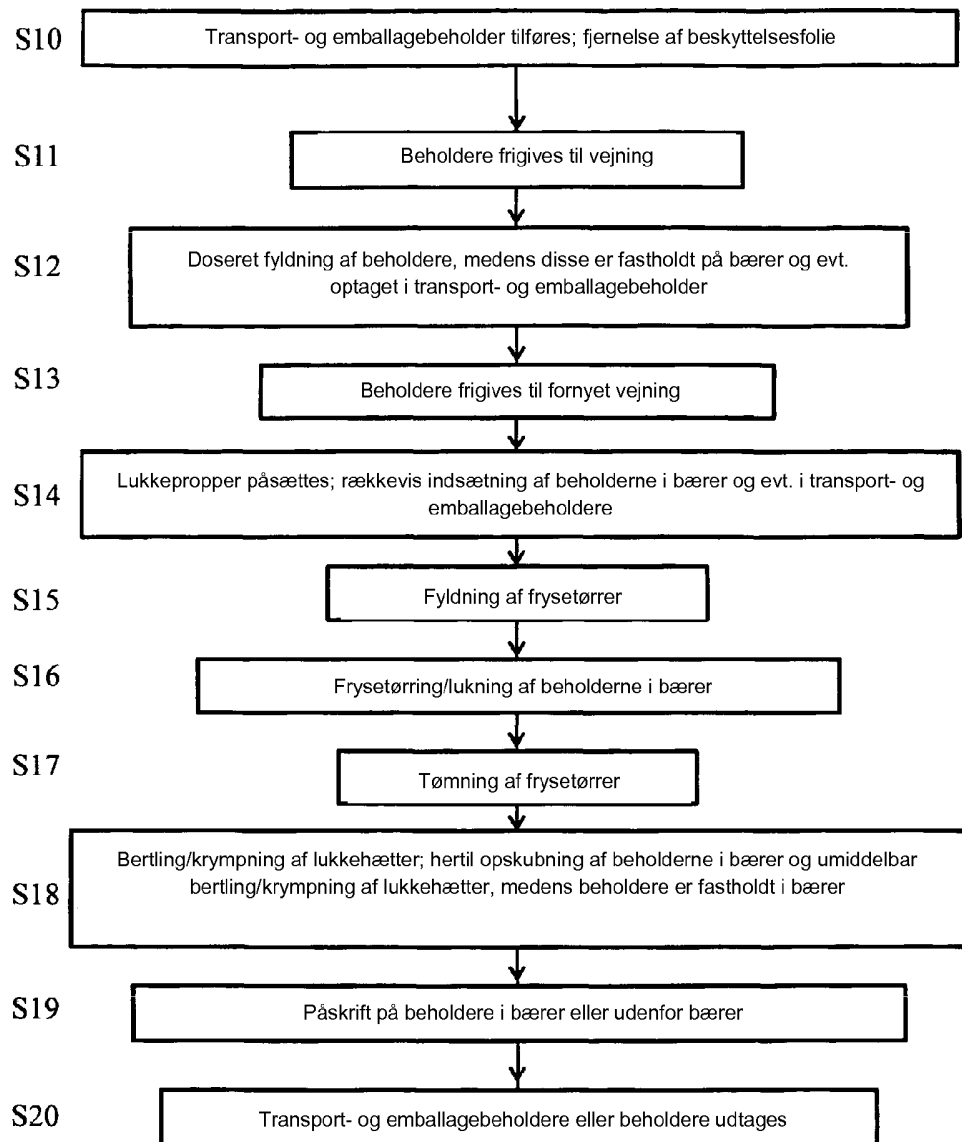 S10
Transport- og emballagebeholder tilføres; fjernelse af beskyttelsesfolie
S11
Beholdere frigives til vejning
S12
Doseret fyldning af beholdere, medens disse er fastholdt på bærer og evt.
optaget i transport- og emballagebeholder
S13
Beholdere frigives til fornyet vejning
S14
Lukkepropper påsættes; rækkevis indsætning af beholderne i bærer og evt. i transport- og
emballagebeholdere
S15
Fyldning af frysetørrer
S16
Frysetørring/lukning af beholderne i bærer
S17
Tømning af frysetørrer
S18
Bertling/krympning af lukkehætter; hertil opskubning af beholderne i bærer og umiddelbar
bertling/krympning af lukkehætter, medens beholdere er fastholdt i bærer
S19
Påskrift på beholdere i bærer eller udenfor bærer
S20
Transport- og emballagebeholdere eller beholdere udtages